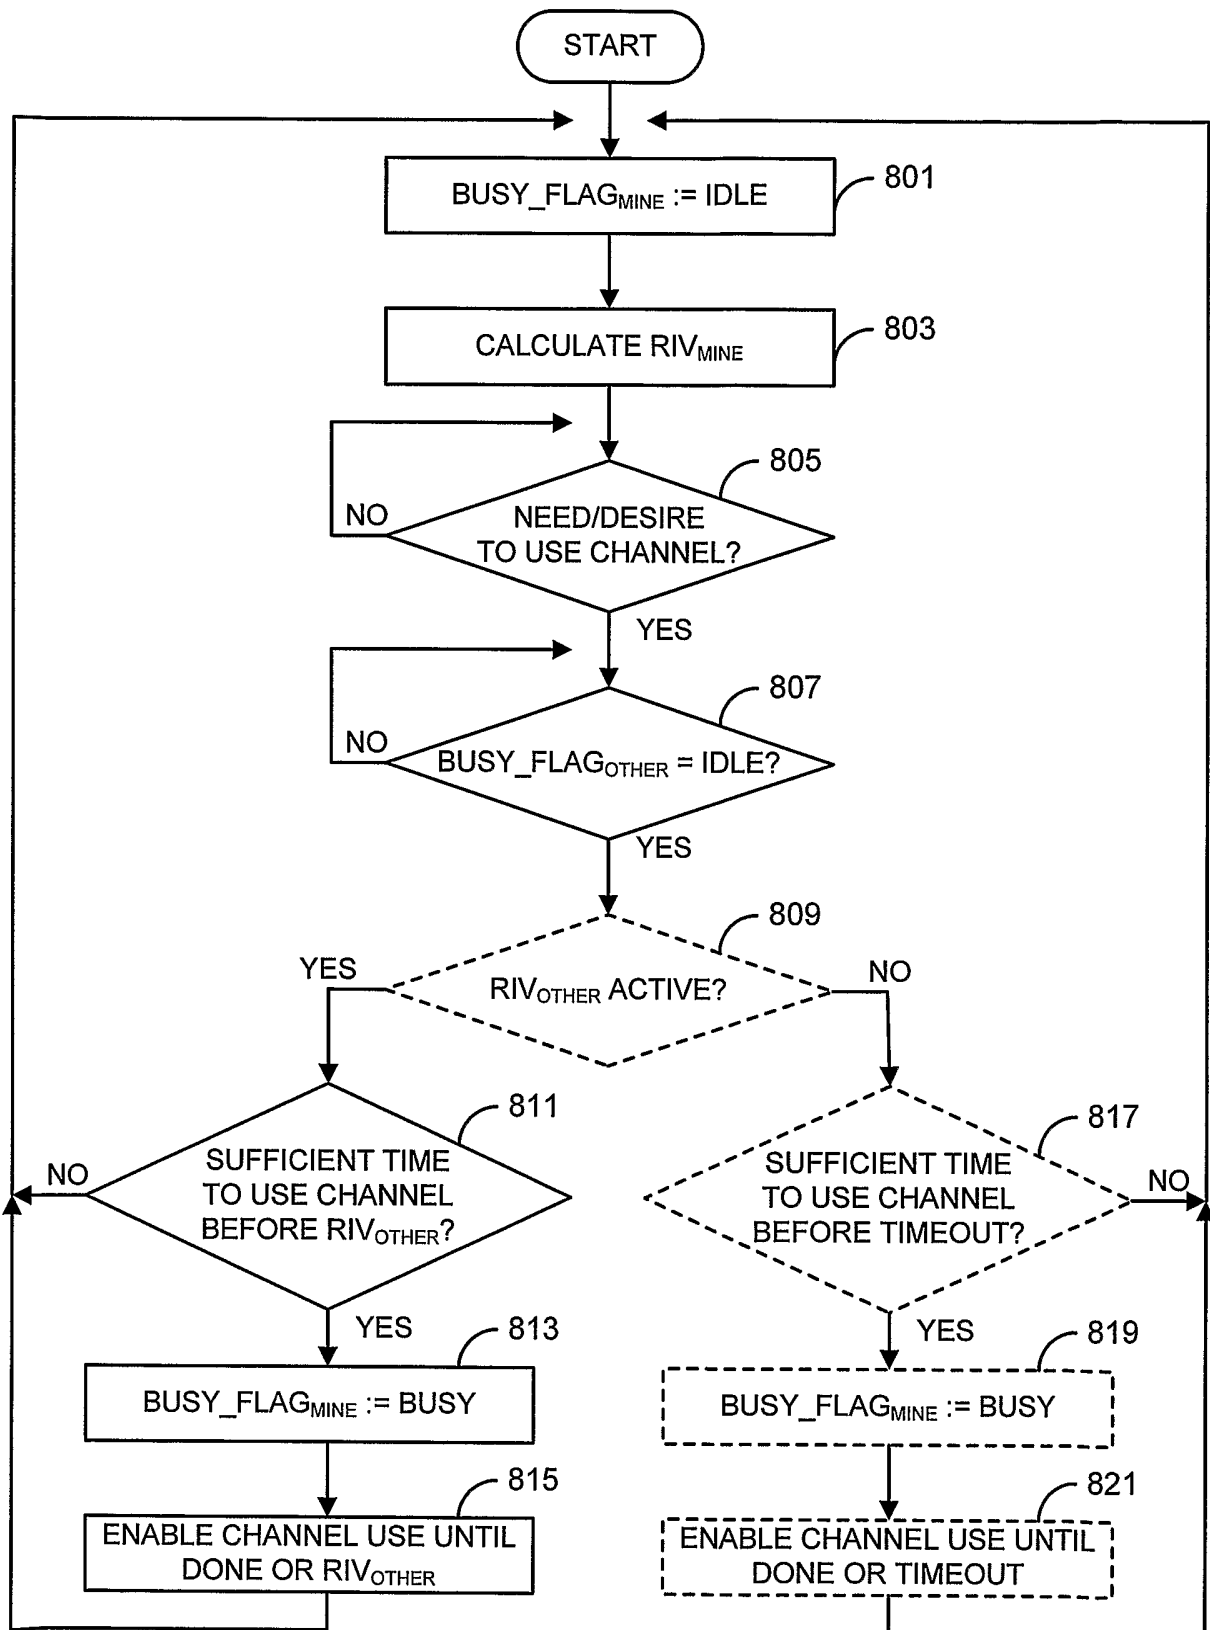 START
BUSY_FLAGMINE := IDLE
801
CALCULATE RIVMINE
803
805
NO
NEED/DESIRE
TO USE CHANNEL?
YES
807
NO
BUSY_FLAGOTHER = IDLE?
YES
809
YES
RIVOTHER ACTIVE?
NO
811
NO
SUFFICIENT TIME
TO USE CHANNEL
BEFORE RIVOTHER?
YES
817
SUFFICIENT TIME
TO USE CHANNEL
BEFORE TIMEOUT?
NO
YES
813
BUSY_FLAGMINE := BUSY
819
BUSY_FLAGMINE := BUSY
815
ENABLE CHANNEL USE UNTIL
DONE OR RIVOTHER
821
ENABLE CHANNEL USE UNTIL
DONE OR TIMEOUT